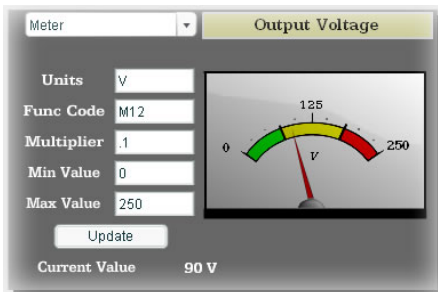 Meter
Output Voltage
Units V
Func Code M12
Multiplier .1
Min Value 0
Max Value 250
Update
Current Value 90 V
125
0 250
V